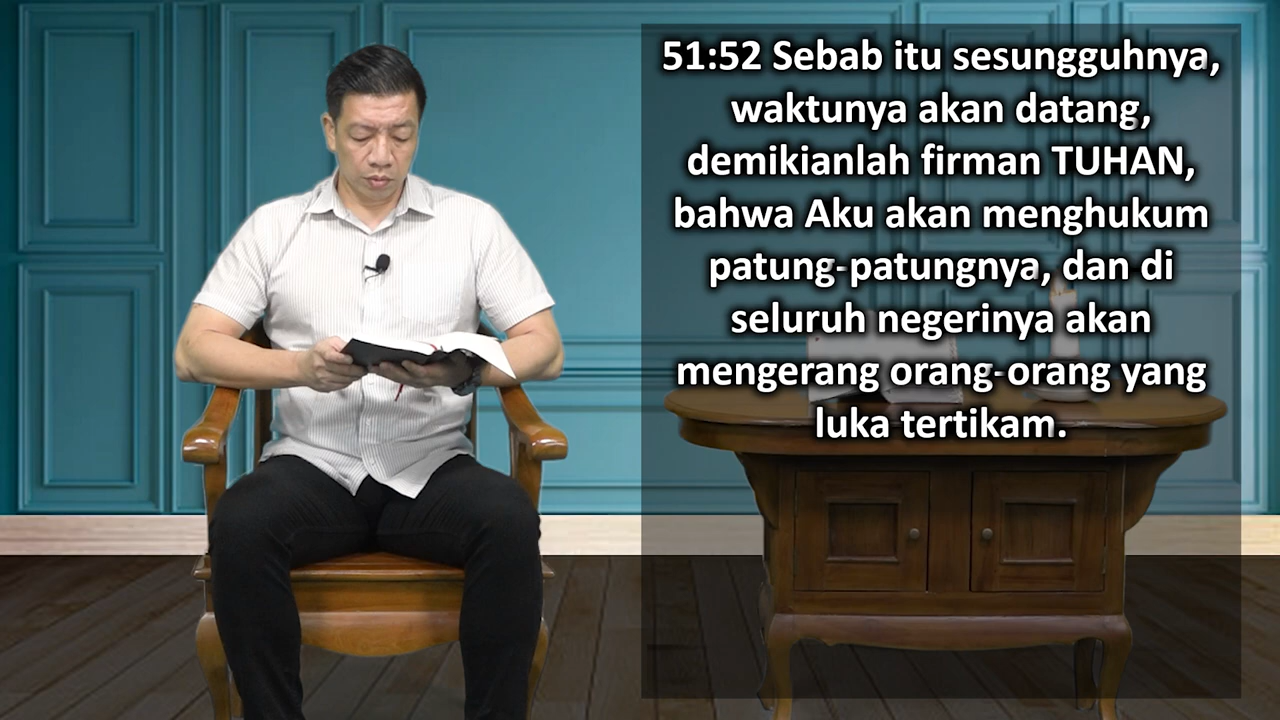 51:52 Sebab itu sesungguhnya,
waktunya akan datang,
demikianlah firman TUHAN,
bahwa Aku akan menghukum
patung-patungnya, dan di
seluruh negerinya akan
mengerang orang-orang yang
luka tertikam.